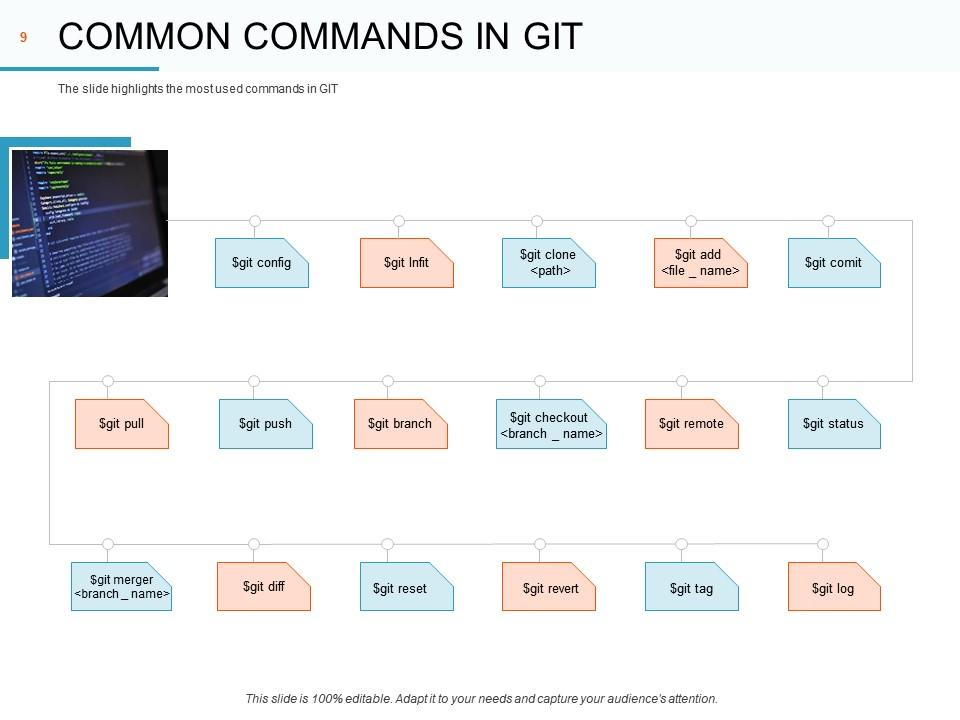 9
COMMON COMMANDS IN GIT
The slide highlights the most used commands in GIT
$git config
$git Infit
$git clone
<path>
$git add
<file _ name>
$git comit
$git pull
$git push
$git branch
$git checkout
<branch _ name>
$git remote
$git status
$git merger
<branch _ name>
$git diff
$git reset
$git revert
$git tag
$git log
This slide is 100% editable. Adapt it to your needs and capture your audience's attention.